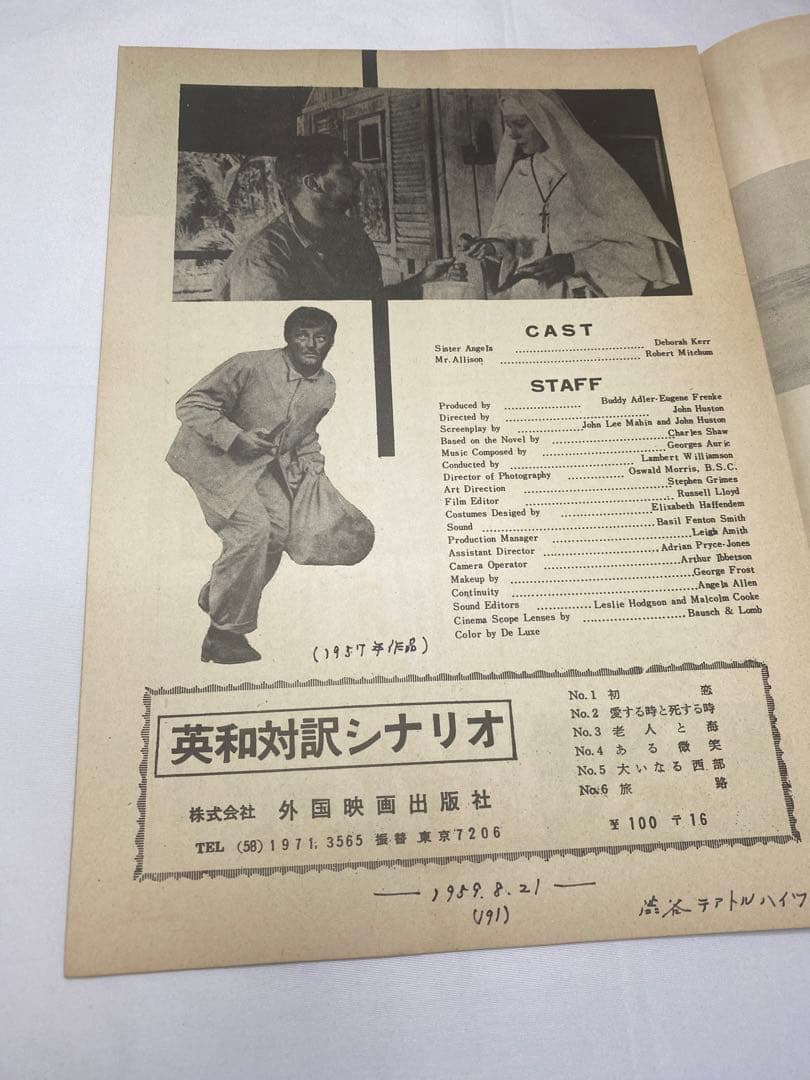 CAST
Sister Angela ........................ Deborah Kerr
Mr. Allison ........................ Robert Mitchum
STAFF
Produced by ............ Buddy Adler-Eugene Frenke
Directed by ........................ John Huston
Screenplay by ............ John Lee Mahin and John Huston
Based on the Novel by ............ Charles Shaw
Music Composed by ............ Georges Auric
Conducted by ............ Lambert Williamson
Director of Photography ............ Oswald Morris, B.S.C.
Art Direction ............ Stephen Grimes
Film Editor ............ Russell Lloyd
Costumes Desiged by ............ Elixabeth Haffendem
Sound ............ Basil Fenton Smith
Production Manager ............ Leigh Amith
Assistant Director ............ Adrian Pryce-Jones
Camera Operator ............ Arthur Ibbetson
Makeup by ............ George Frost
Continuity ............ Angela Allen
Sound Editors ............ Leslie Hodgson and Malcolm Cooke
Cinema Scope Lenses by ............ Bausch & Lomb
Color by De Luxe
(1957年作品)
英和対訳シナリオ
株式会社 外国映画出版社
TEL (58) 1971, 3565 振替 東京7206
No.1 初恋
No.2 愛する時と死する時
No.3 老人と海
No.4 ある微笑
No.5 大いなる西部
No.6 旅路
¥100 〒16
1959.8.21
(191)
渋谷テアトルハイツ